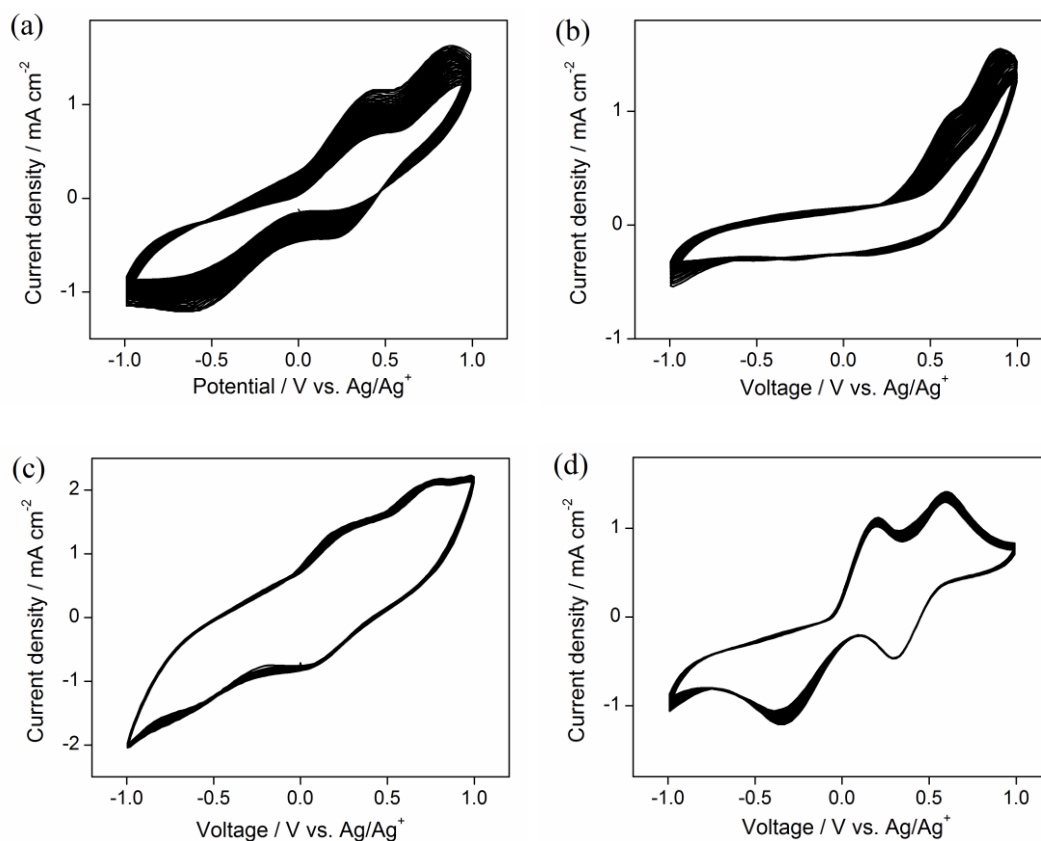 (a)
Current density / mA cm⁻²
1
0
-1
-1.0 -0.5 0.0 0.5 1.0
Potential / V vs. Ag/Ag⁺
(b)
Current density / mA cm⁻²
1
0
-1
-1.0 -0.5 0.0 0.5 1.0
Voltage / V vs. Ag/Ag⁺
(c)
Current density / mA cm⁻²
2
1
0
-1
-2
-1.0 -0.5 0.0 0.5 1.0
Voltage / V vs. Ag/Ag⁺
(d)
Current density / mA cm⁻²
1
0
-1
-1.0 -0.5 0.0 0.5 1.0
Voltage / V vs. Ag/Ag⁺